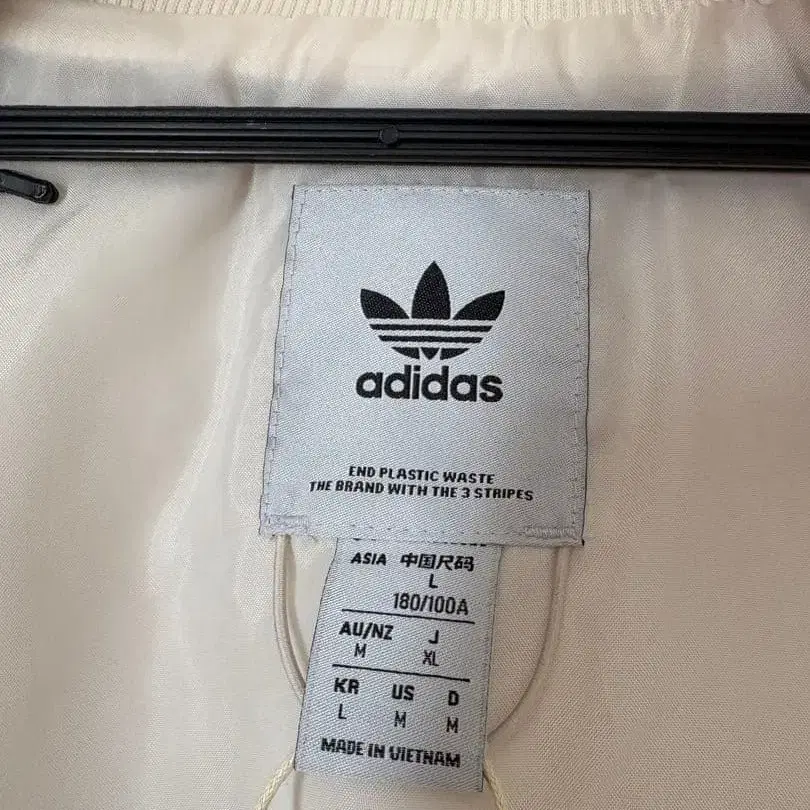 adidas
END PLASTIC WASTE
THE BRAND WITH THE 3 STRIPES
ASIA 中国尺码
L
180/100A
AU/NZ J
M XL
KR US D
L M M
MADE IN VIETNAM